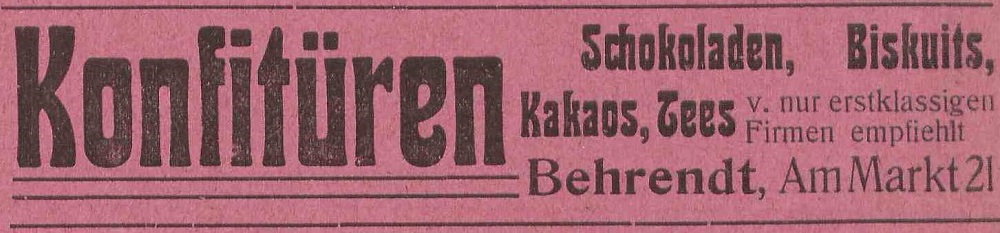 Konfitüren
Schokoladen, Biskuits,
Kakaos, Tees v. nur erstklassigen
Firmen empfiehlt
Behrendt, Am Markt 21